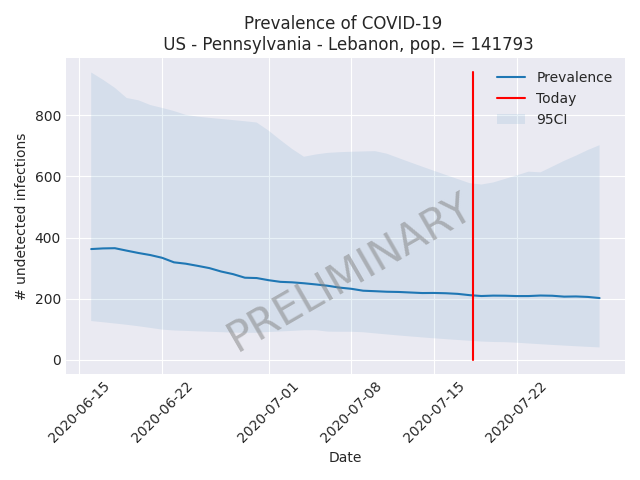 Prevalence of COVID-19
US - Pennsylvania - Lebanon, pop. = 141793
Prevalence
Today
95CI
PRELIMINARY
# undetected infections
800
600
400
200
0
2020-06-15
2020-06-22
2020-07-01
2020-07-08
2020-07-15
2020-07-22
Date